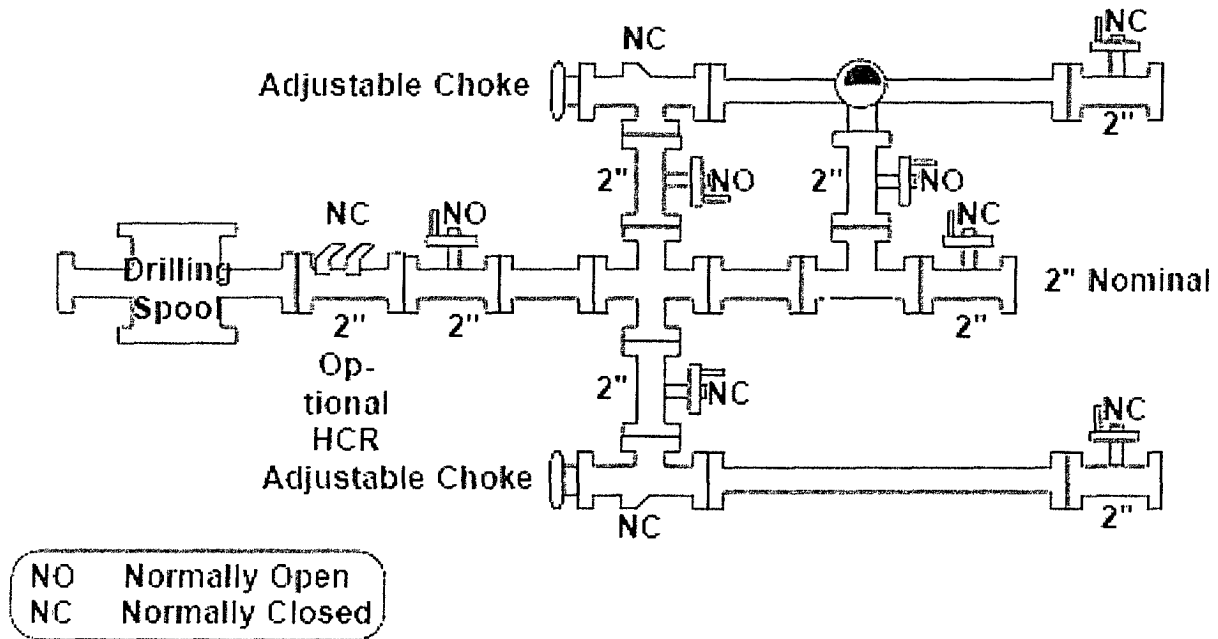 NC
NC
Adjustable Choke
2"
2"
NO
2"
NO
NC
NO
NC
Drilling
Spool
2" Nominal
2"
2"
2"
Op-
tional
HCR
2"
NC
NC
Adjustable Choke
2"
NC
NO Normally Open
NC Normally Closed